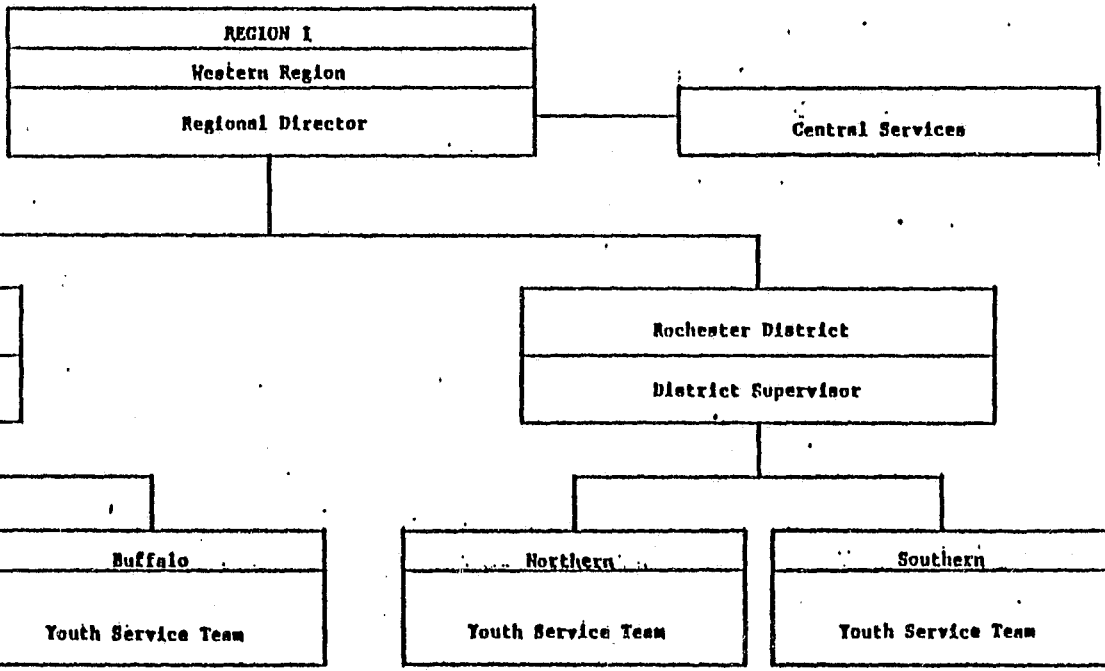 REGION I
Western Region
Regional Director
Central Services
Rochester District
District Supervisor
Buffalo
Northern
Southern
Youth Service Team
Youth Service Team
Youth Service Team